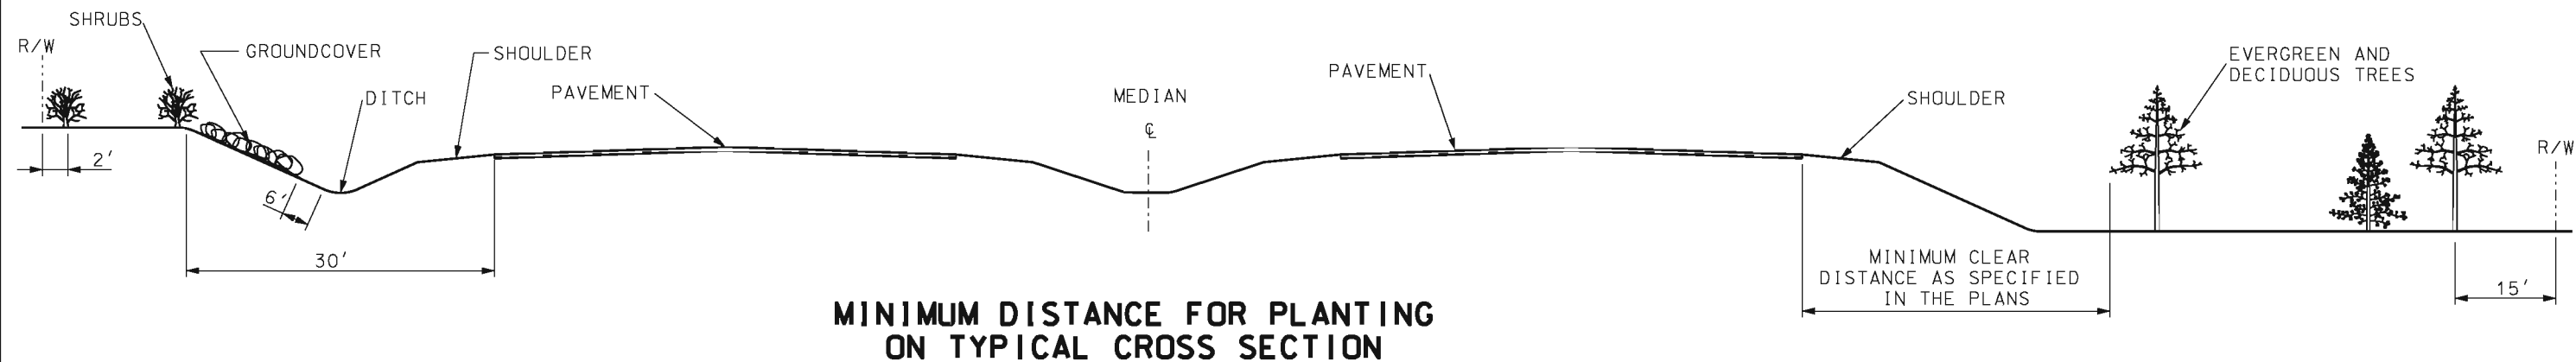 SHRUBS
R/W
GROUNDCOVER
SHOULDER
PAVEMENT
DITCH
MEDIAN
℄
PAVEMENT
SHOULDER
EVERGREEN AND
DECIDUOUS TREES
R/W
2'
6'
30'
MINIMUM CLEAR
DISTANCE AS SPECIFIED
IN THE PLANS
15'
MINIMUM DISTANCE FOR PLANTING
ON TYPICAL CROSS SECTION